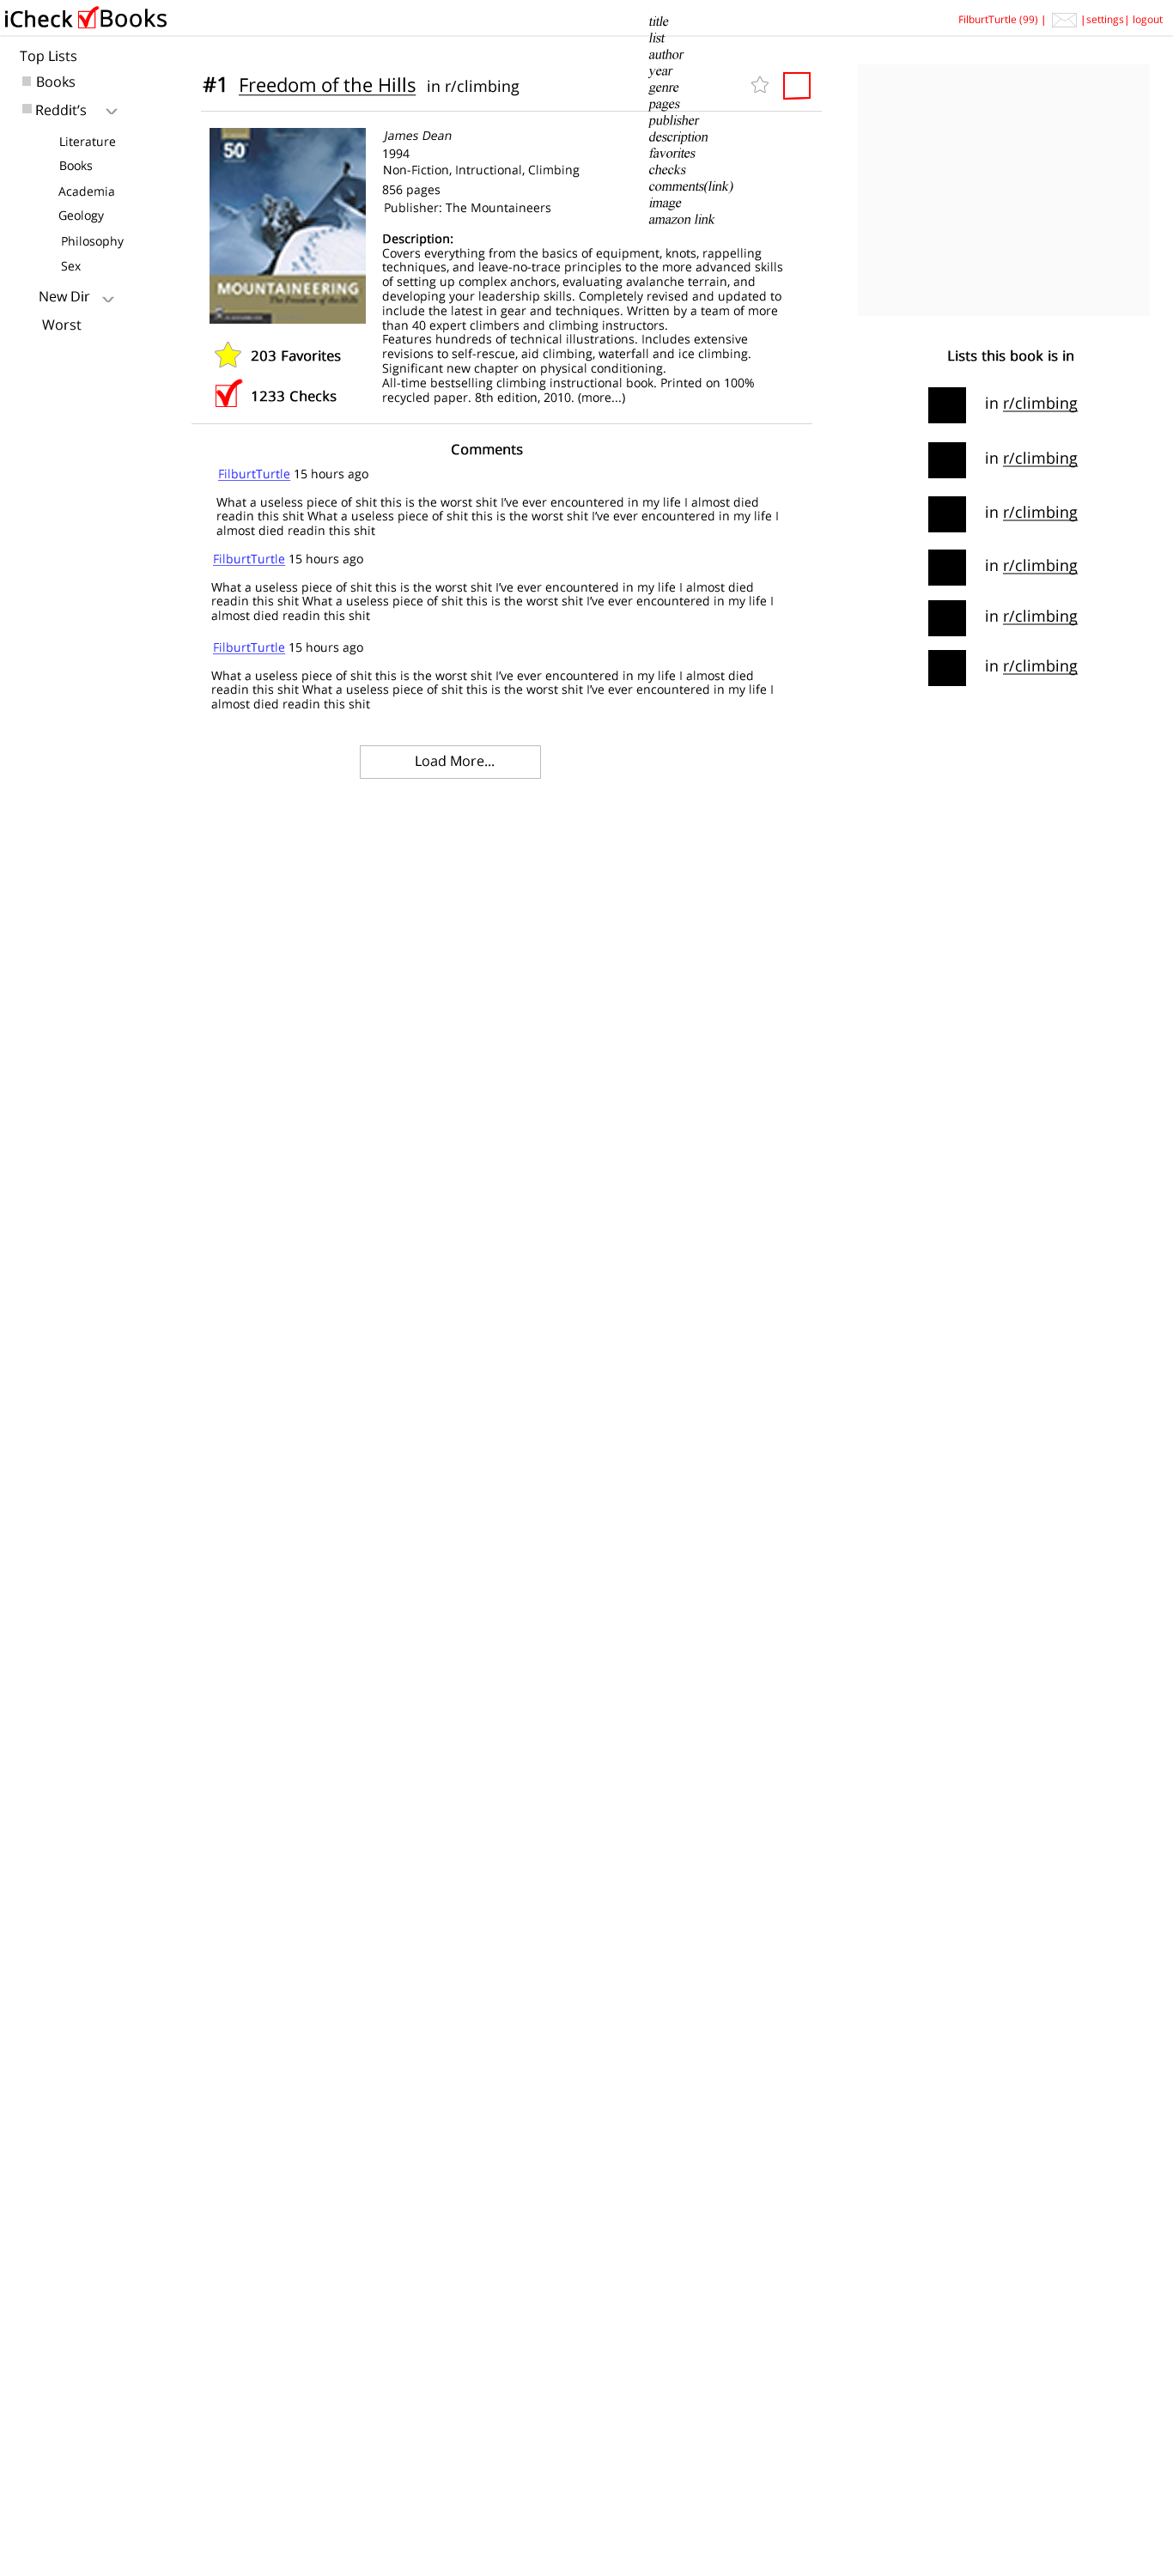 iCheck Books
FilburtTurtle (99) | |settings| logout
title
list
author
year
genre
pages
publisher
description
favorites
checks
comments(link)
image
amazon link
Top Lists
Books
Reddit's
Literature
Books
Academia
Geology
Philosophy
Sex
New Dir
Worst
#1 Freedom of the Hills in r/climbing
50
MOUNTAINEERING
The Freedom of the Hills
James Dean
1994
Non-Fiction, Intructional, Climbing
856 pages
Publisher: The Mountaineers
Description:
Covers everything from the basics of equipment, knots, rappelling
techniques, and leave-no-trace principles to the more advanced skills
of setting up complex anchors, evaluating avalanche terrain, and
developing your leadership skills. Completely revised and updated to
include the latest in gear and techniques. Written by a team of more
than 40 expert climbers and climbing instructors.
Features hundreds of technical illustrations. Includes extensive
revisions to self-rescue, aid climbing, waterfall and ice climbing.
Significant new chapter on physical conditioning.
All-time bestselling climbing instructional book. Printed on 100%
recycled paper. 8th edition, 2010. (more...)
203 Favorites
1233 Checks
Comments
FilburtTurtle 15 hours ago
What a useless piece of shit this is the worst shit I've ever encountered in my life I almost died
readin this shit What a useless piece of shit this is the worst shit I've ever encountered in my life I
almost died readin this shit
FilburtTurtle 15 hours ago
What a useless piece of shit this is the worst shit I've ever encountered in my life I almost died
readin this shit What a useless piece of shit this is the worst shit I've ever encountered in my life I
almost died readin this shit
FilburtTurtle 15 hours ago
What a useless piece of shit this is the worst shit I've ever encountered in my life I almost died
readin this shit What a useless piece of shit this is the worst shit I've ever encountered in my life I
almost died readin this shit
Load More...
Lists this book is in
in r/climbing
in r/climbing
in r/climbing
in r/climbing
in r/climbing
in r/climbing